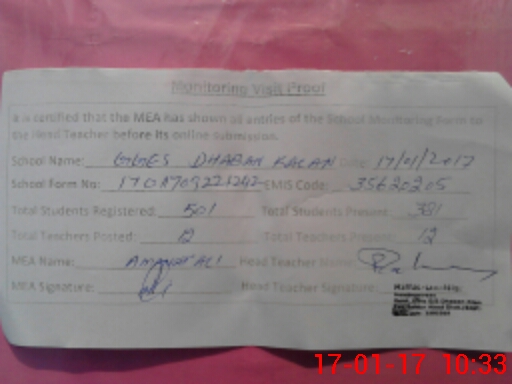 Monitoring Visit Proof
It is certified that the MEA has shown all entries of the School Monitoring Form to
the Head Teacher before its online submission.
School Name: GGES DHABAN KALAN Date: 17/01/2017
School Form No: EMIS Code: 35620205
Total Students Registered: 501 Total Students Present: 381
Total Teachers Posted: 12 Total Teachers Present: 12
MEA Name: AMANAT ALI Head Teacher Name:
MEA Signature: Head Teacher Signature:
17-01-17 10:33